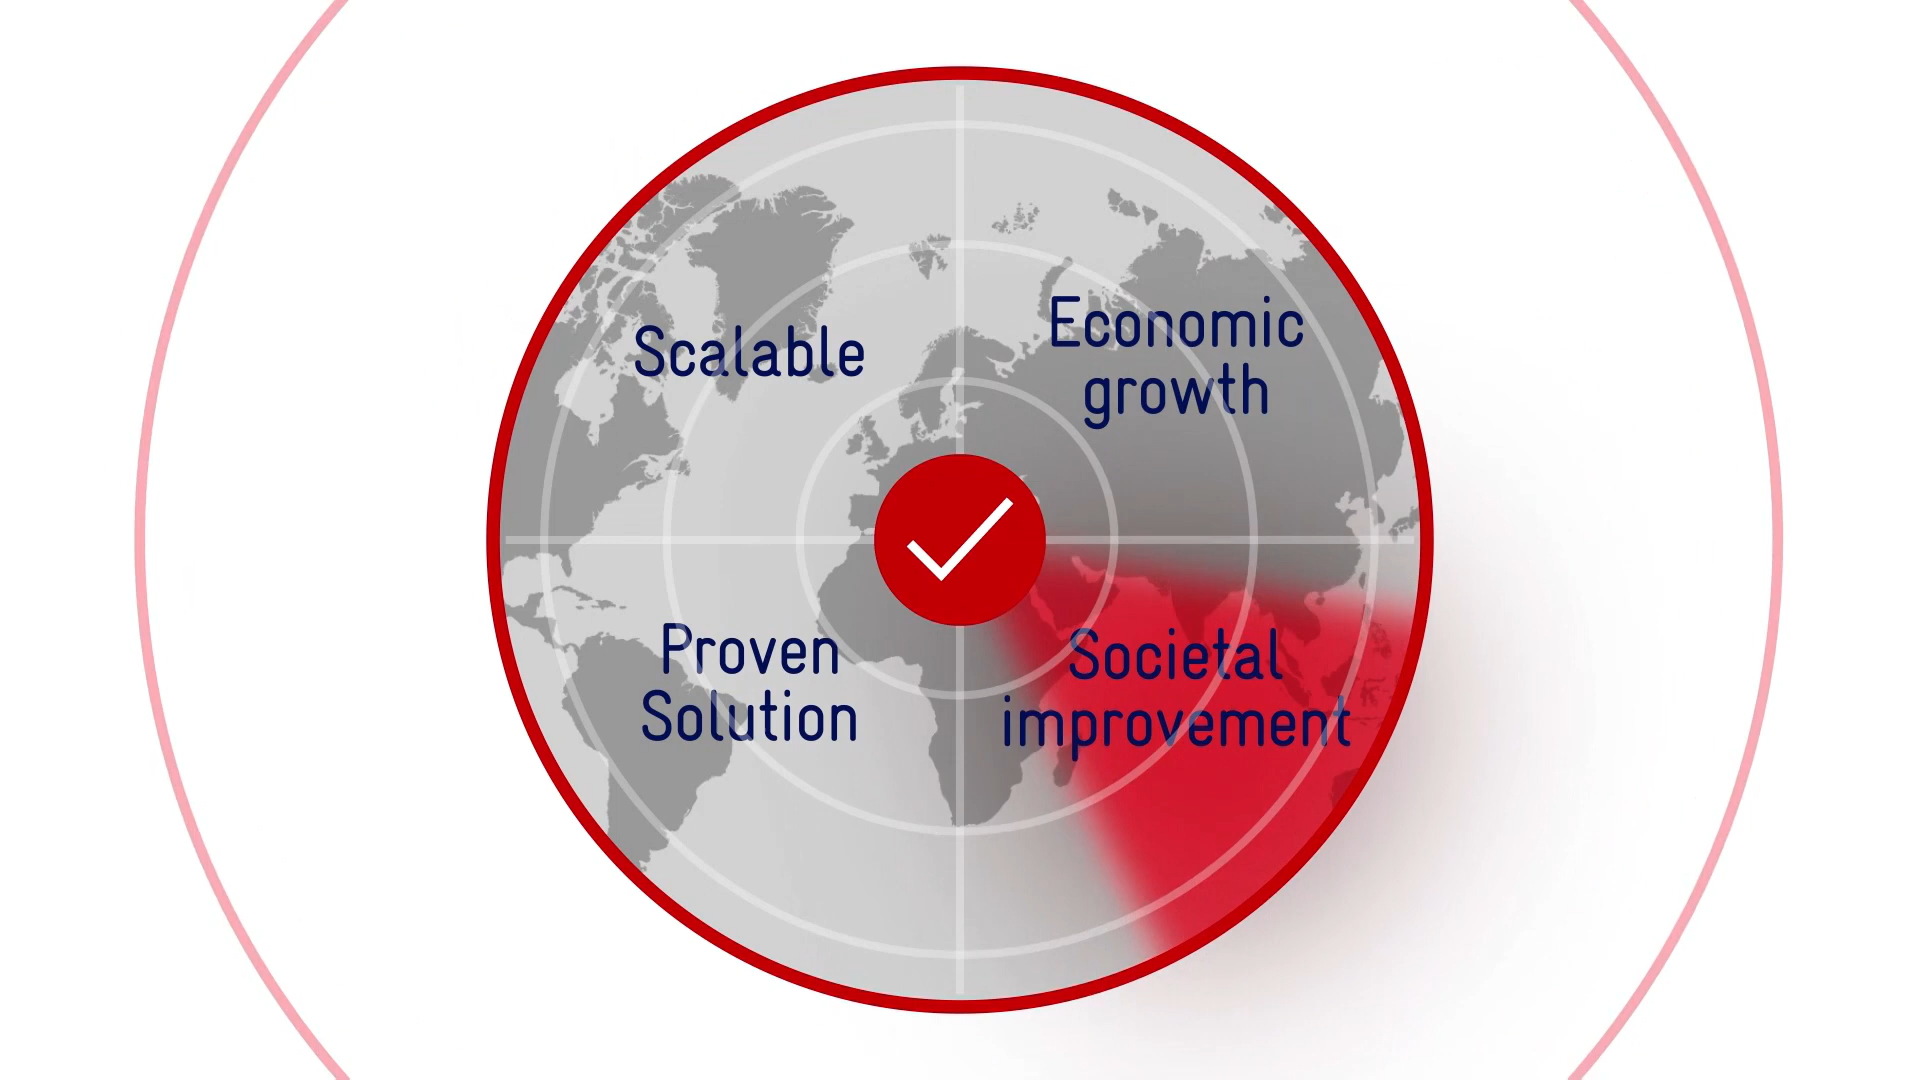 Scalable
Economic
growth
Proven
Solution
Societal
improvement